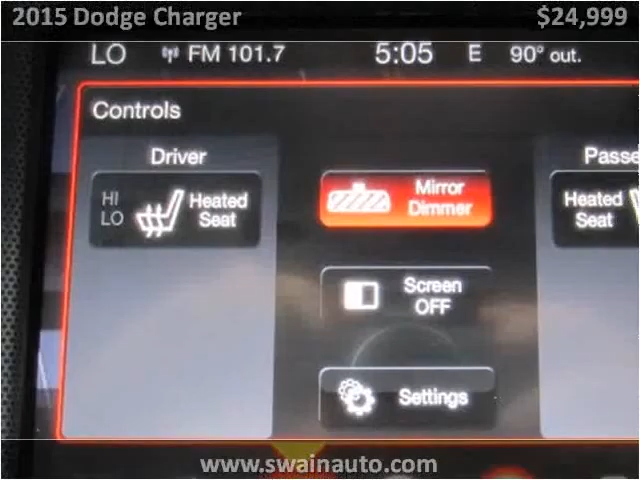 2015 Dodge Charger $24,999
LO FM 101.7 5:05 E 90° out.
Controls
Driver
Passe
HI
LO
Heated
Seat
Mirror
Dimmer
Heated
Seat
Screen
OFF
Settings
www.swainauto.com